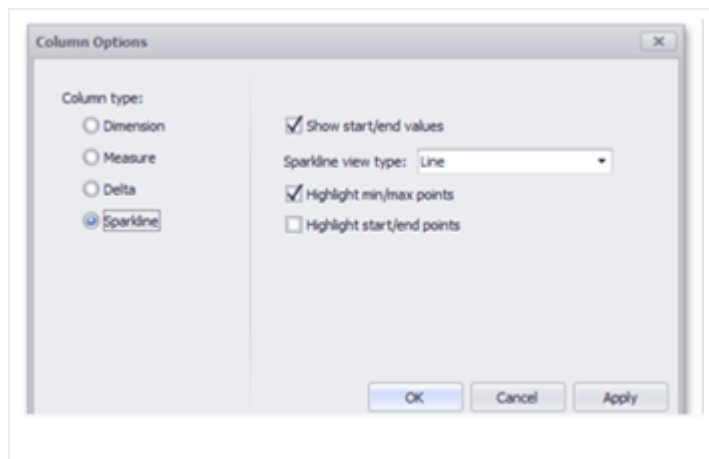 Column Options
Column type:
Dimension
Measure
Delta
Sparkline
Show start/end values
Sparkline view type: Line
Highlight min/max points
Highlight start/end points
OK Cancel Apply